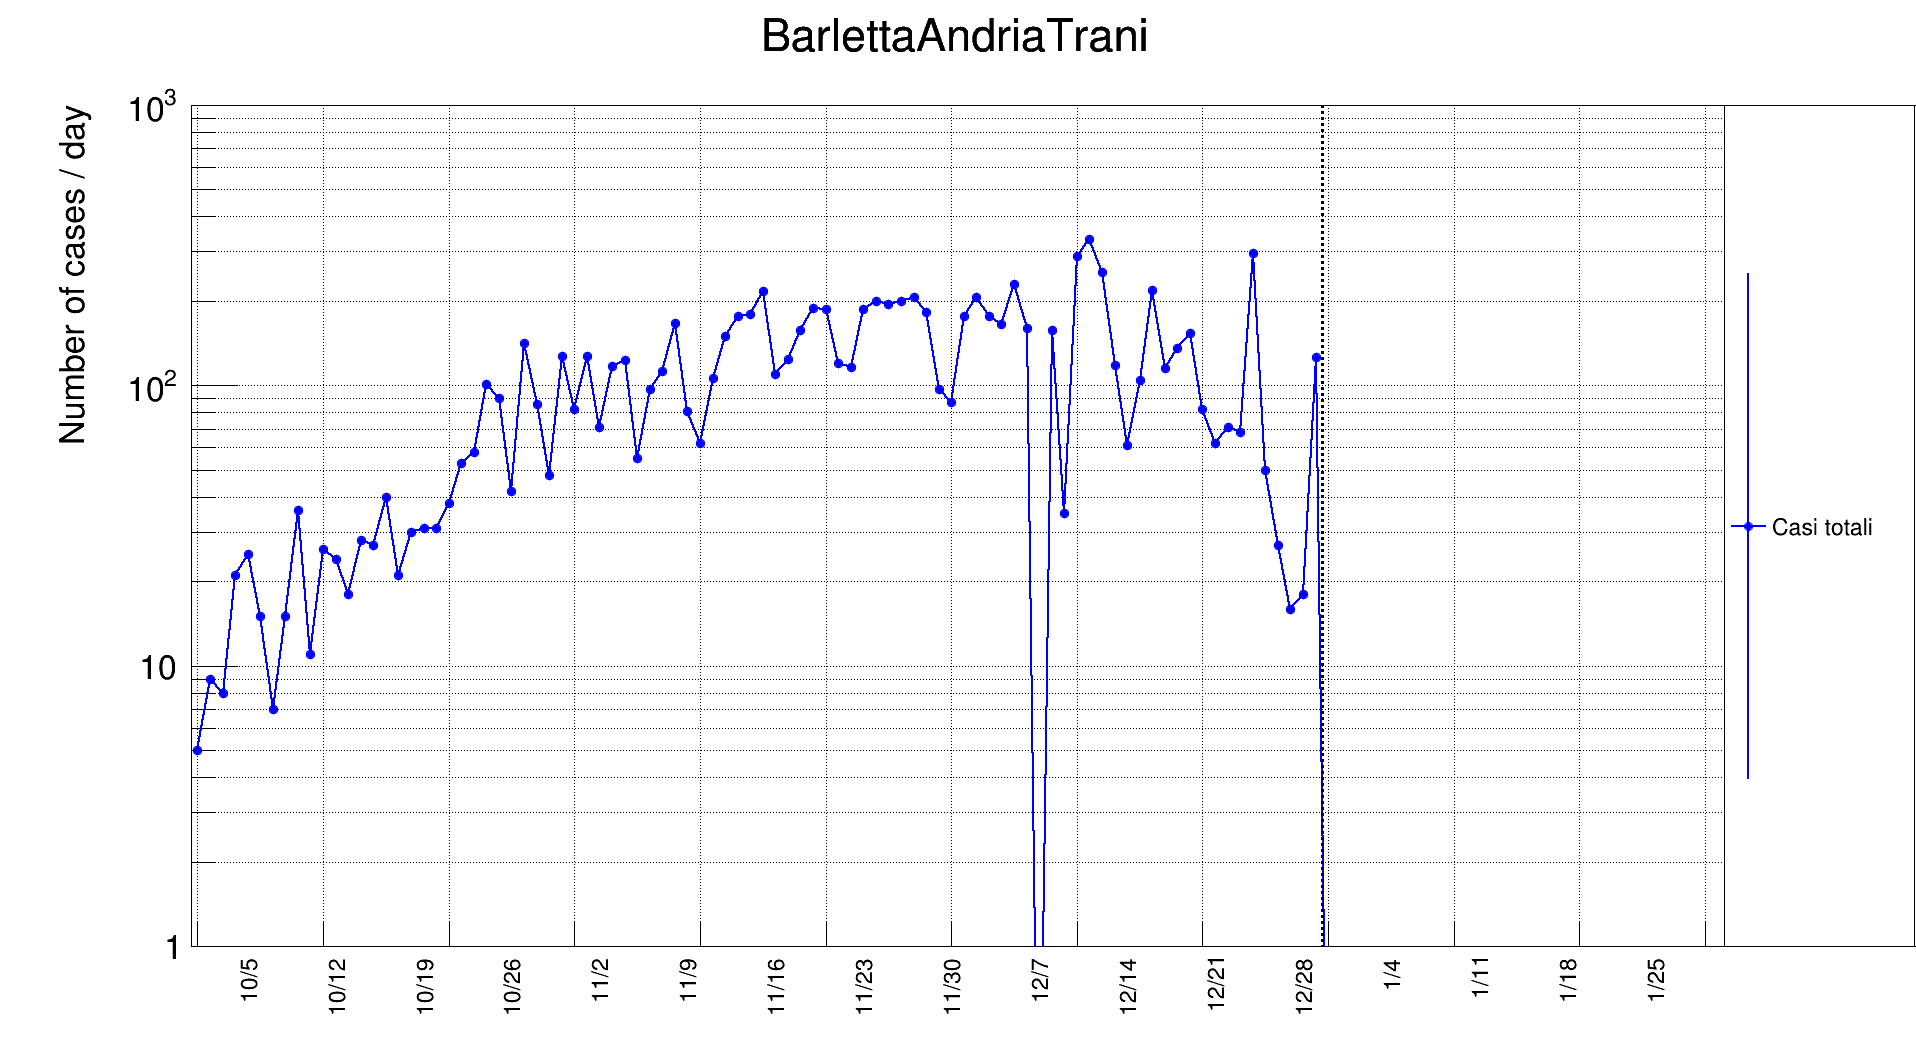 BarlettaAndriaTrani
Number of cases / day
10³
10²
10
1
10/5 10/12 10/19 10/26 11/2 11/9 11/16 11/23 11/30 12/7 12/14 12/21 12/28 1/4 1/11 1/18 1/25
Casi totali